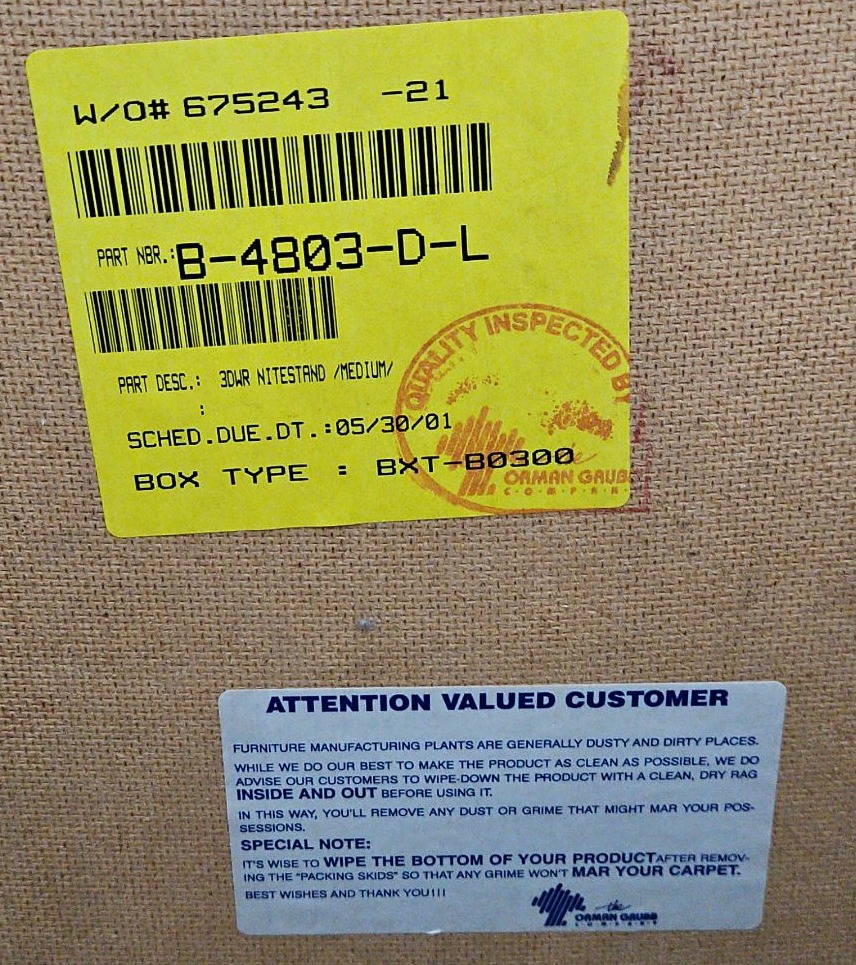 W/O# 675243 -21
PART NBR.: B-4803-D-L
PART DESC.: 3DWR NITESTAND /MEDIUM/
:
SCHED.DUE.DT.:05/30/01
BOX TYPE : BXT-B0300
QUALITY INSPECTED BY
the
ORMAN GRUBB
COMPAN
ATTENTION VALUED CUSTOMER
FURNITURE MANUFACTURING PLANTS ARE GENERALLY DUSTY AND DIRTY PLACES.
WHILE WE DO OUR BEST TO MAKE THE PRODUCT AS CLEAN AS POSSIBLE, WE DO
ADVISE OUR CUSTOMERS TO WIPE-DOWN THE PRODUCT WITH A CLEAN, DRY RAG
INSIDE AND OUT BEFORE USING IT.
IN THIS WAY, YOU'LL REMOVE ANY DUST OR GRIME THAT MIGHT MAR YOUR POS-
SESSIONS.
SPECIAL NOTE:
IT'S WISE TO WIPE THE BOTTOM OF YOUR PRODUCT AFTER REMOV-
ING THE "PACKING SKIDS" SO THAT ANY GRIME WON'T MAR YOUR CARPET.
BEST WISHES AND THANK YOU!!!
the
ORMAN GRUBB
COMPANY